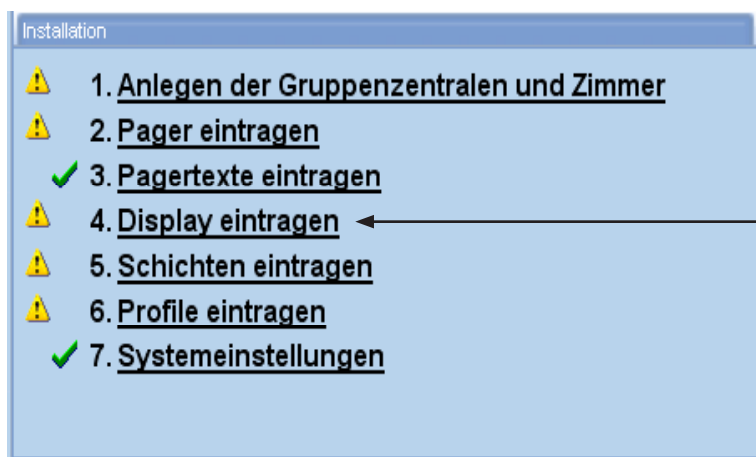 Installation
1. Anlegen der Gruppenzentralen und Zimmer
2. Pager eintragen
3. Pagertexte eintragen
4. Display eintragen
5. Schichten eintragen
6. Profile eintragen
7. Systemeinstellungen